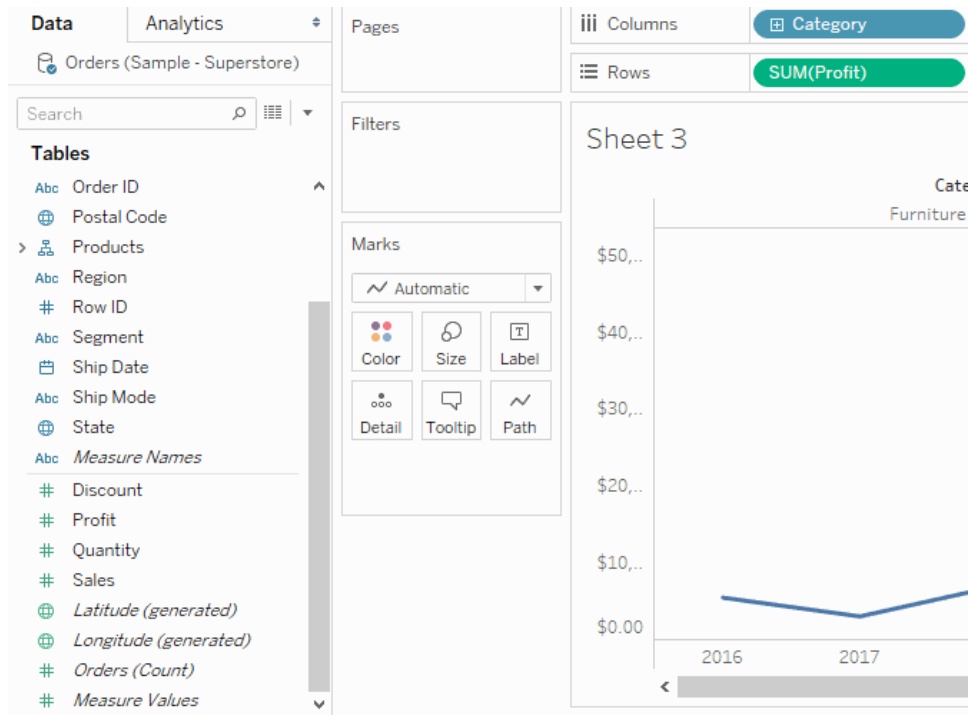 Data
Analytics
Orders (Sample - Superstore)
Search
Tables
Abc Order ID
Postal Code
Products
Abc Region
# Row ID
Abc Segment
Ship Date
Abc Ship Mode
State
Abc Measure Names
# Discount
# Profit
# Quantity
# Sales
Latitude (generated)
Longitude (generated)
# Orders (Count)
# Measure Values
Pages
Filters
Marks
Automatic
Color Size T Label
Detail Tooltip Path
Columns Category
Rows SUM(Profit)
Sheet 3
Cate
Furniture
$50,..
$40,..
$30,..
$20,..
$10,..
$0.00
2016 2017